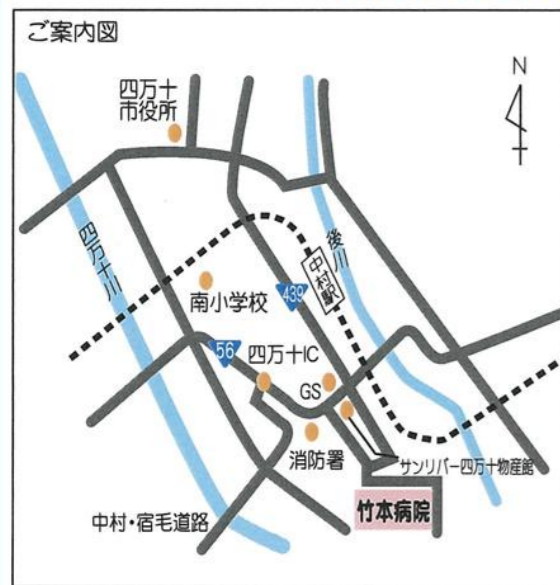 ご案内図
N
四万十
市役所
四万十川
後川
中村駅
南小学校
439
56
四万十IC
GS
消防署
サンリバー四万十物産館
中村・宿毛道路
竹本病院